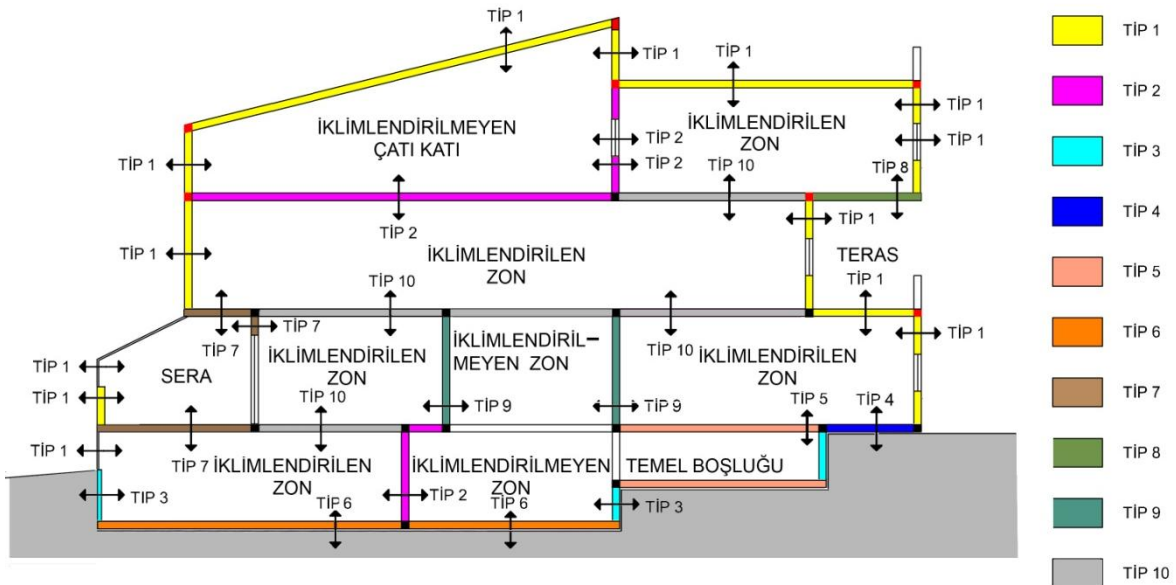 TİP 1
TİP 1
TİP 1
TİP 1
TİP 1
TİP 1
İKLİMLENDİRİLMEYEN
ÇATI KATI
TİP 2
TİP 2
İKLİMLENDİRİLEN
ZON
TİP 10
TİP 8
TİP 2
TİP 1
TİP 1
İKLİMLENDİRİLEN
ZON
TERAS
TİP 10
TİP 1
TİP 7
TİP 7
TİP 10
TİP 1
İKLİMLENDİRİLEN
ZON
İKLİMLENDİRİL–
MEYEN ZON
İKLİMLENDİRİLEN
ZON
TİP 1
SERA
TİP 1
TİP 10
TİP 9
TİP 9
TİP 5
TİP 4
TİP 1
TİP 7
İKLİMLENDİRİLEN
ZON
İKLİMLENDİRİLMEYEN
ZON
TEMEL BOŞLUĞU
TIP 3
TİP 6
TİP 2
TİP 6
TİP 3
TİP 1
TİP 2
TİP 3
TİP 4
TİP 5
TİP 6
TİP 7
TİP 8
TİP 9
TİP 10